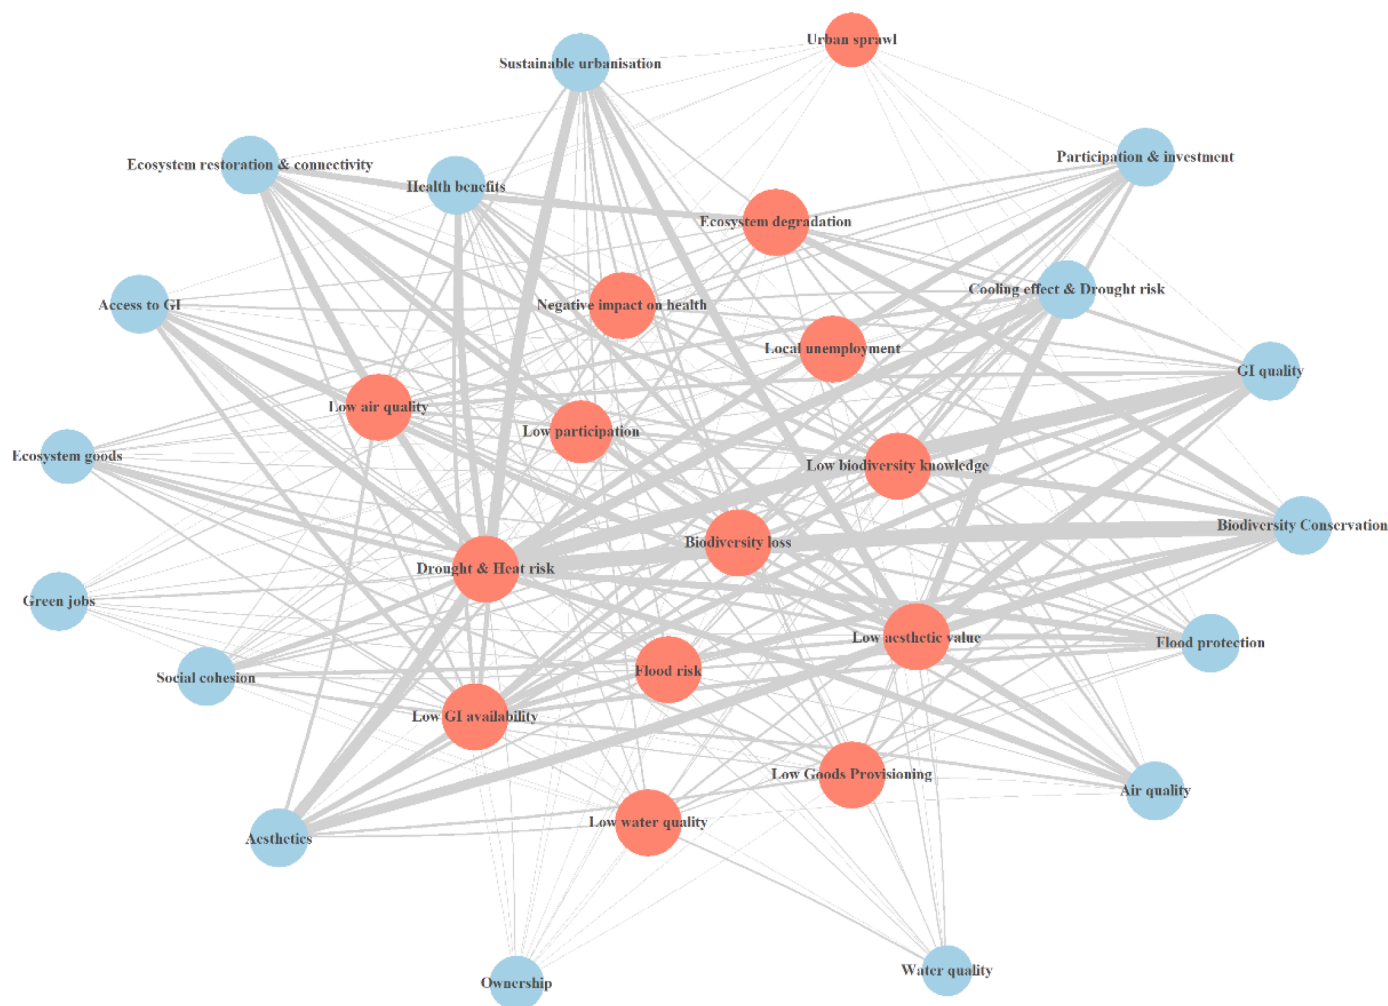 Urban sprawl
Sustainable urbanisation
Participation & investment
Ecosystem restoration & connectivity
Health benefits
Ecosystem degradation
Cooling effect & Drought risk
Access to GI
Negative impact on health
Local unemployment
GI quality
Low air quality
Low participation
Ecosystem goods
Low biodiversity knowledge
Biodiversity Conservation
Biodiversity loss
Drought & Heat risk
Green jobs
Low aesthetic value
Flood protection
Social cohesion
Flood risk
Low GI availability
Low Goods Provisioning
Air quality
Low water quality
Aesthetics
Water quality
Ownership